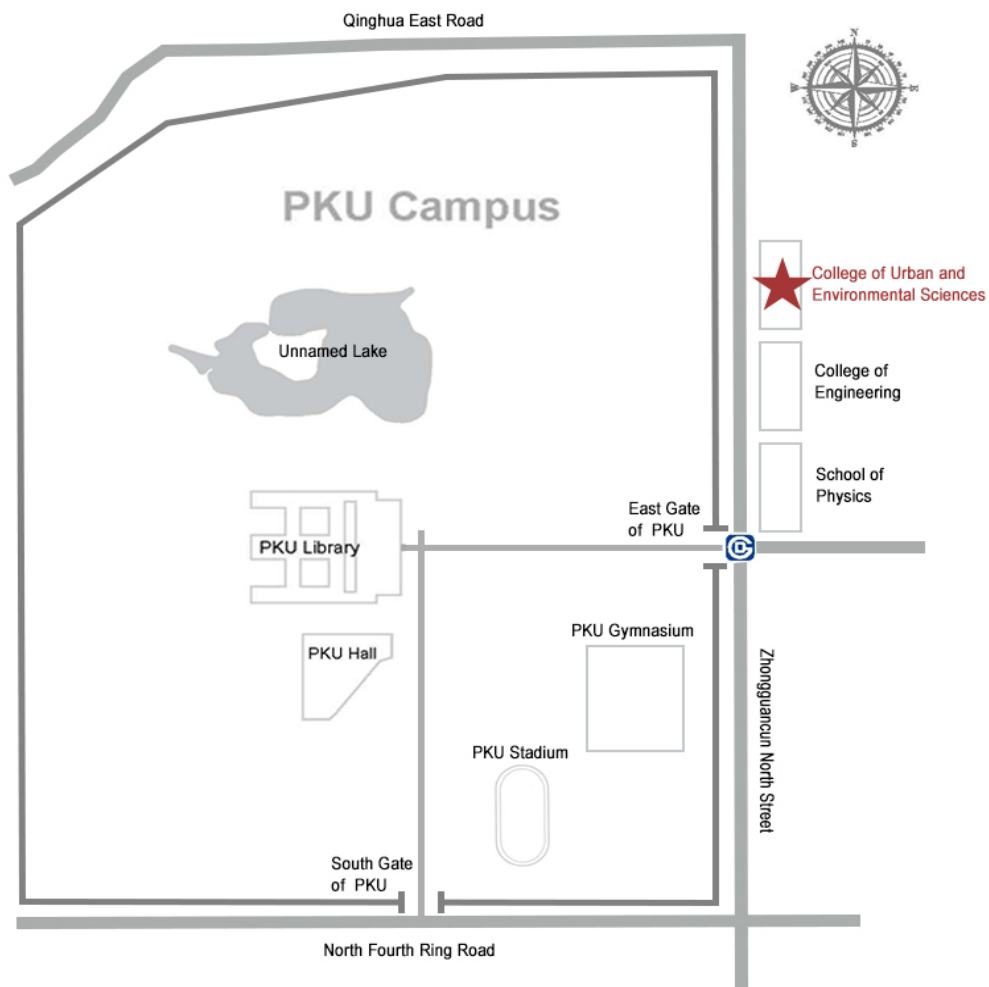 Qinghua East Road
N
W
E
S
PKU Campus
College of Urban and
Environmental Sciences
Unnamed Lake
College of
Engineering
School of
Physics
East Gate
of PKU
PKU Library
PKU Gymnasium
PKU Hall
Zhongguancun North Street
PKU Stadium
South Gate
of PKU
North Fourth Ring Road